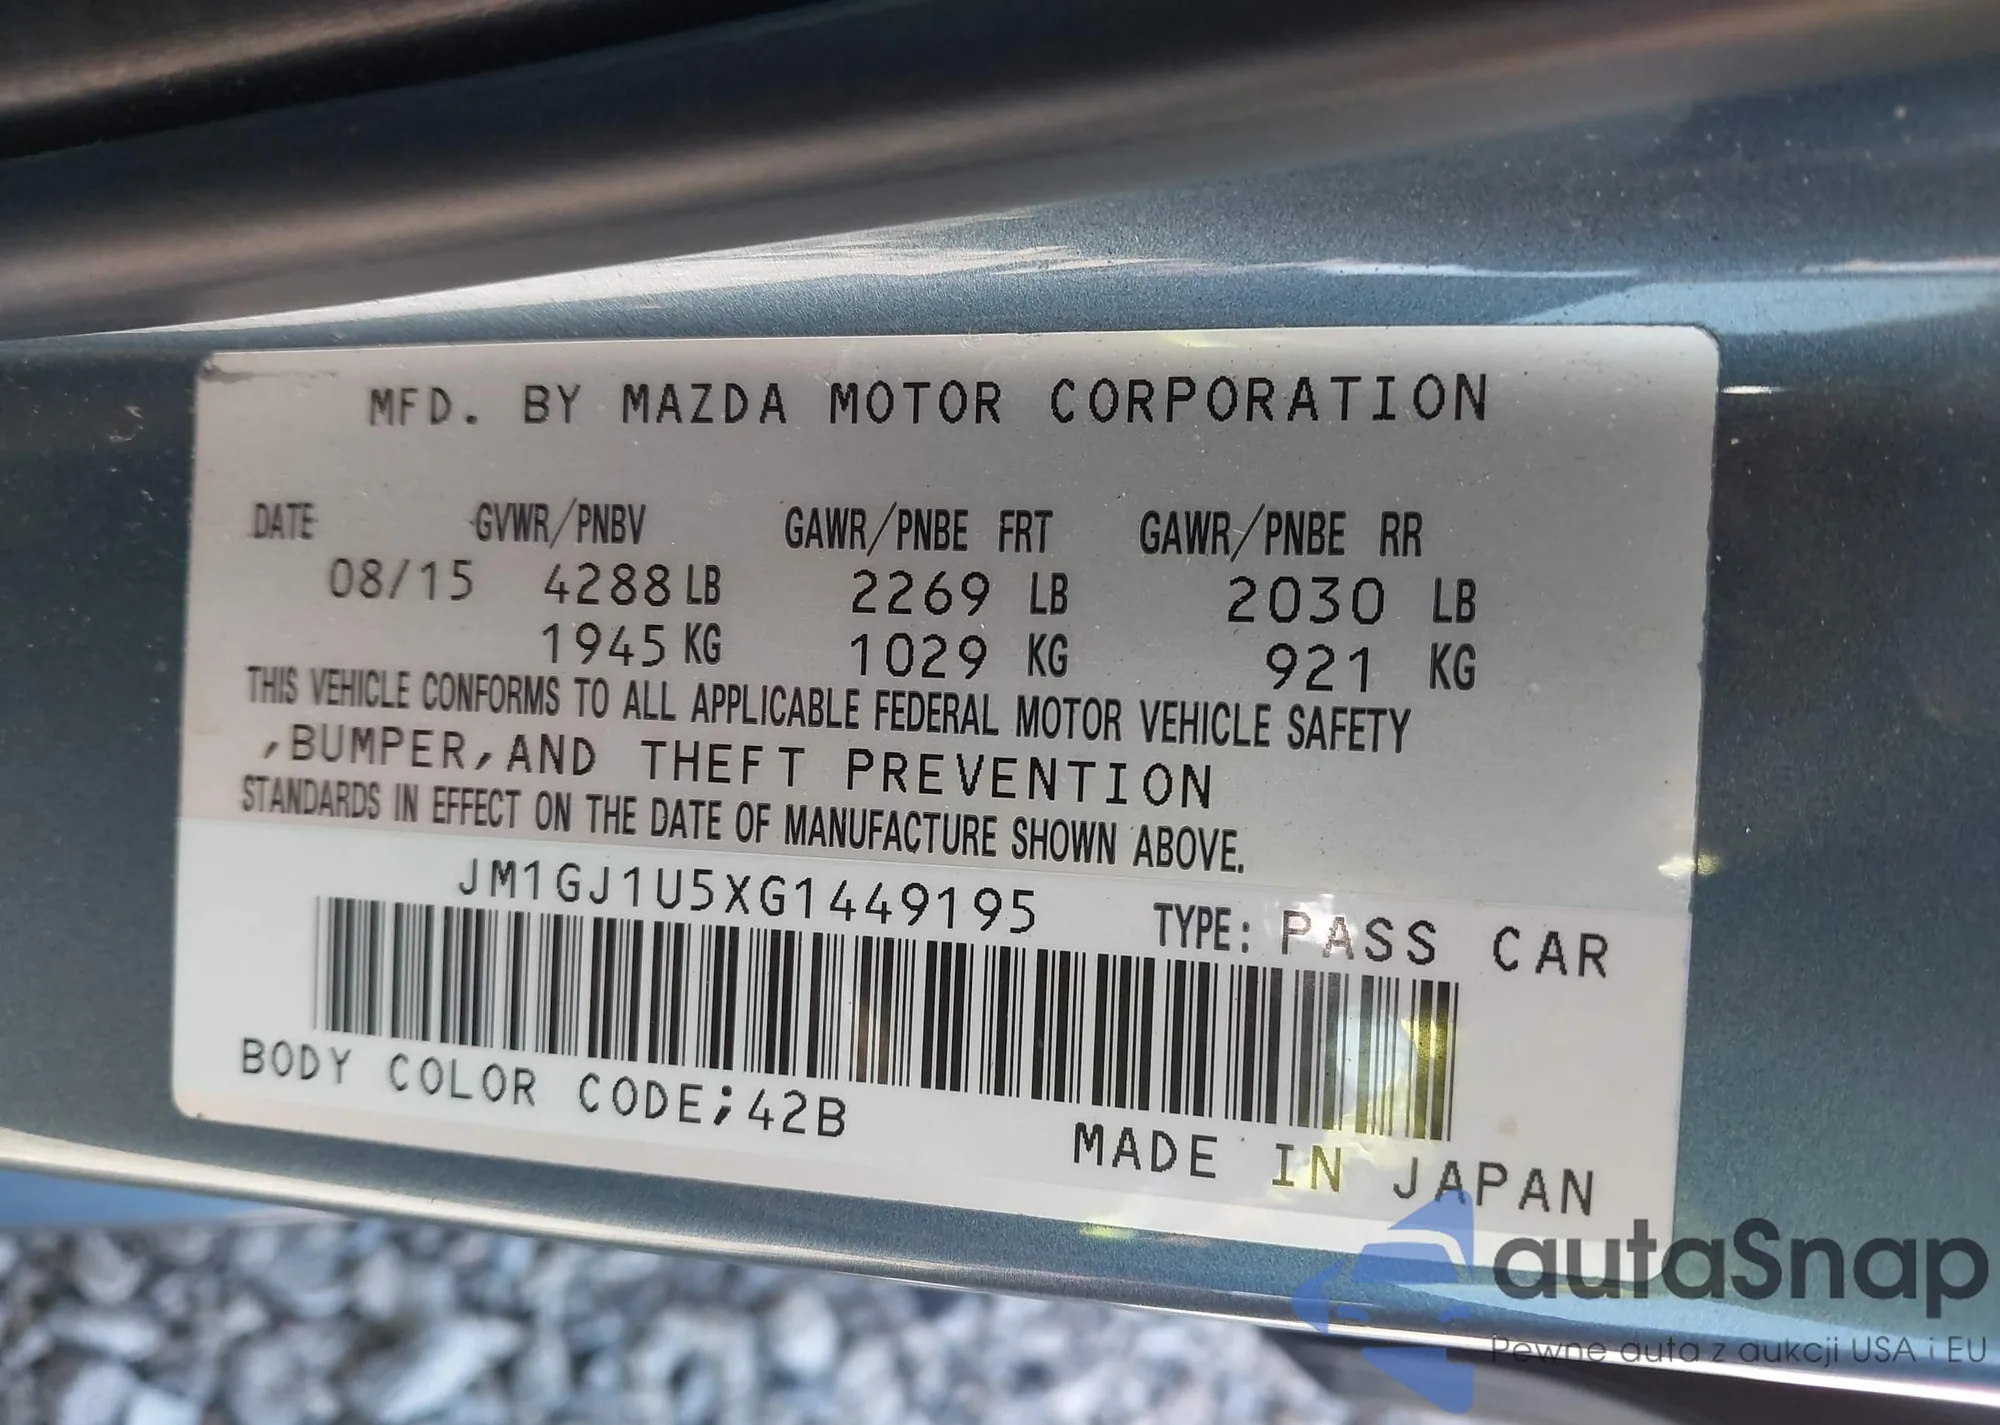 MFD. BY MAZDA MOTOR CORPORATION
DATE GVWR/PNBV GAWR/PNBE FRT GAWR/PNBE RR
08/15 4288 LB 2269 LB 2030 LB
1945 KG 1029 KG 921 KG
THIS VEHICLE CONFORMS TO ALL APPLICABLE FEDERAL MOTOR VEHICLE SAFETY
,BUMPER,AND THEFT PREVENTION
STANDARDS IN EFFECT ON THE DATE OF MANUFACTURE SHOWN ABOVE.
JM1GJ1U5XG1449195 TYPE: PASS CAR
BODY COLOR CODE;42B
MADE IN JAPAN
autaSnap
Pewne auta z aukcji USA i EU